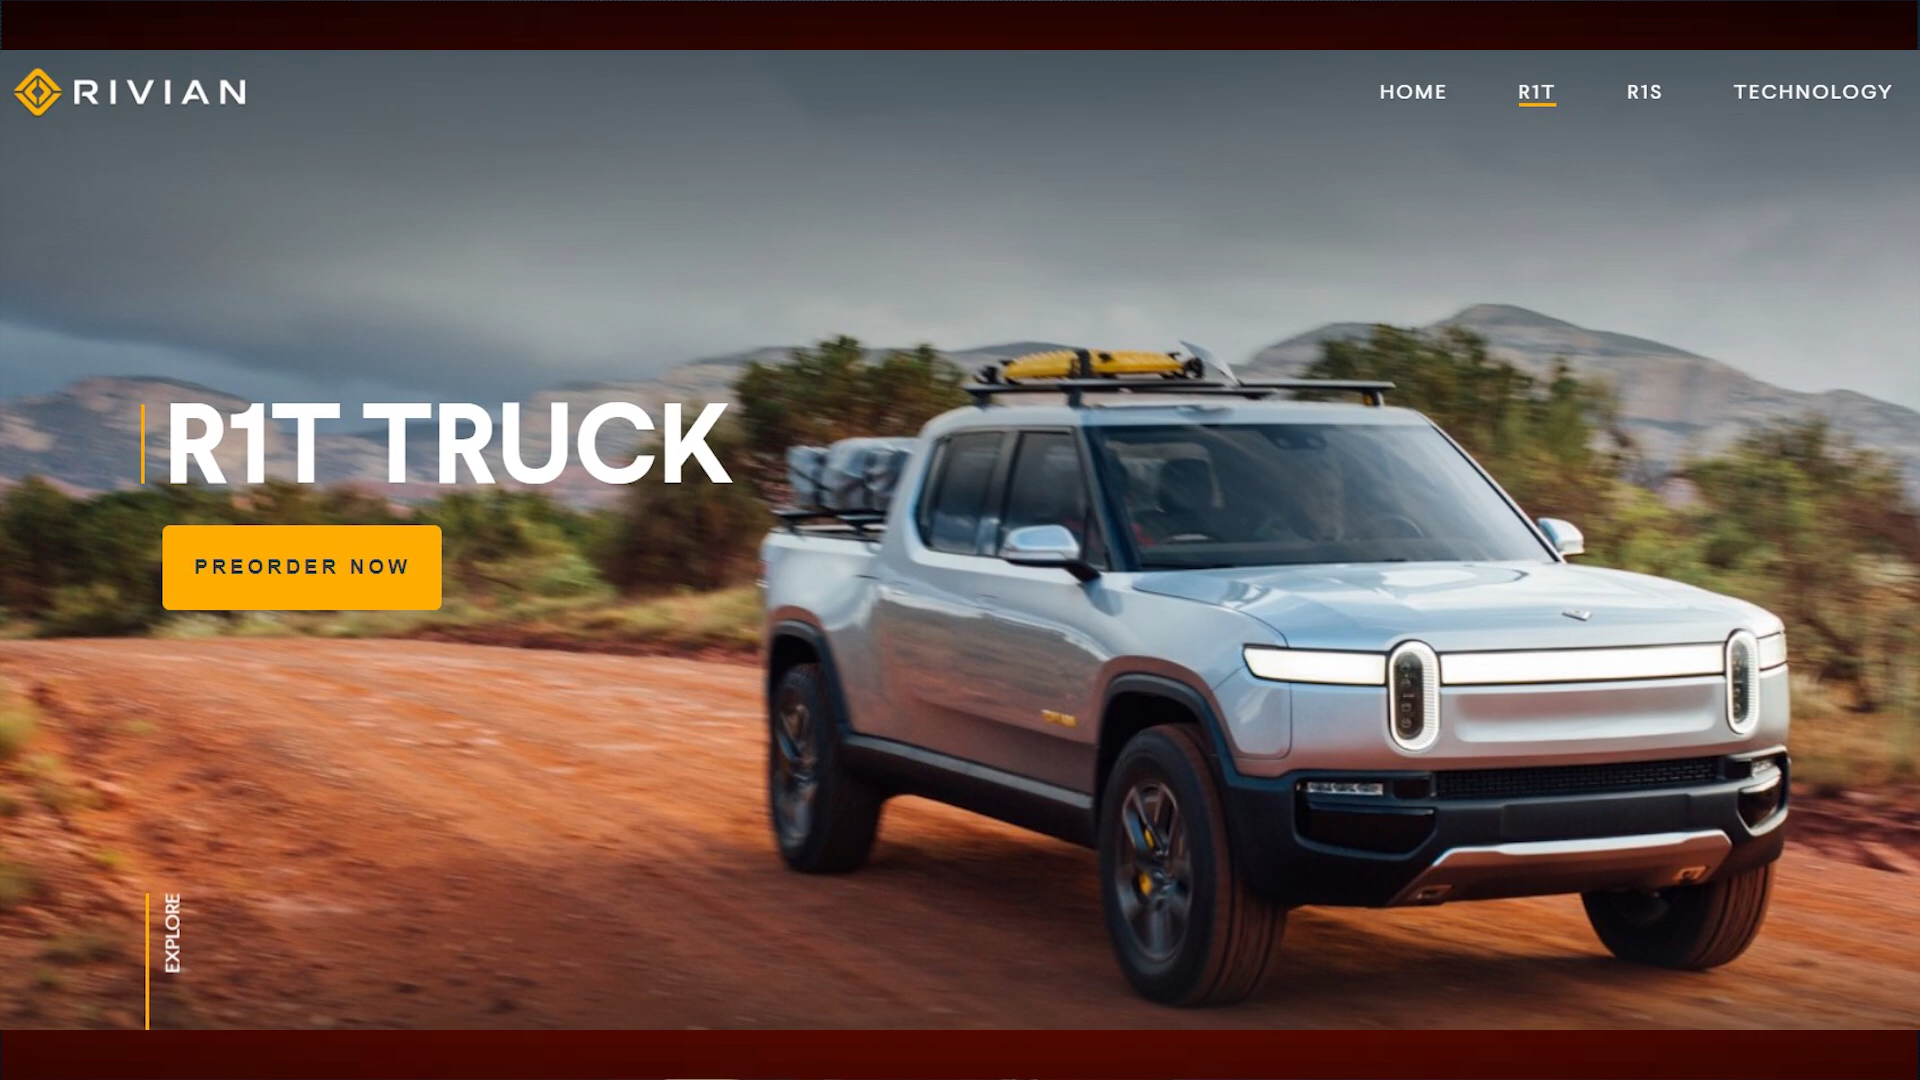 RIVIAN
HOME R1T R1S TECHNOLOGY
R1T TRUCK
PREORDER NOW
EXPLORE